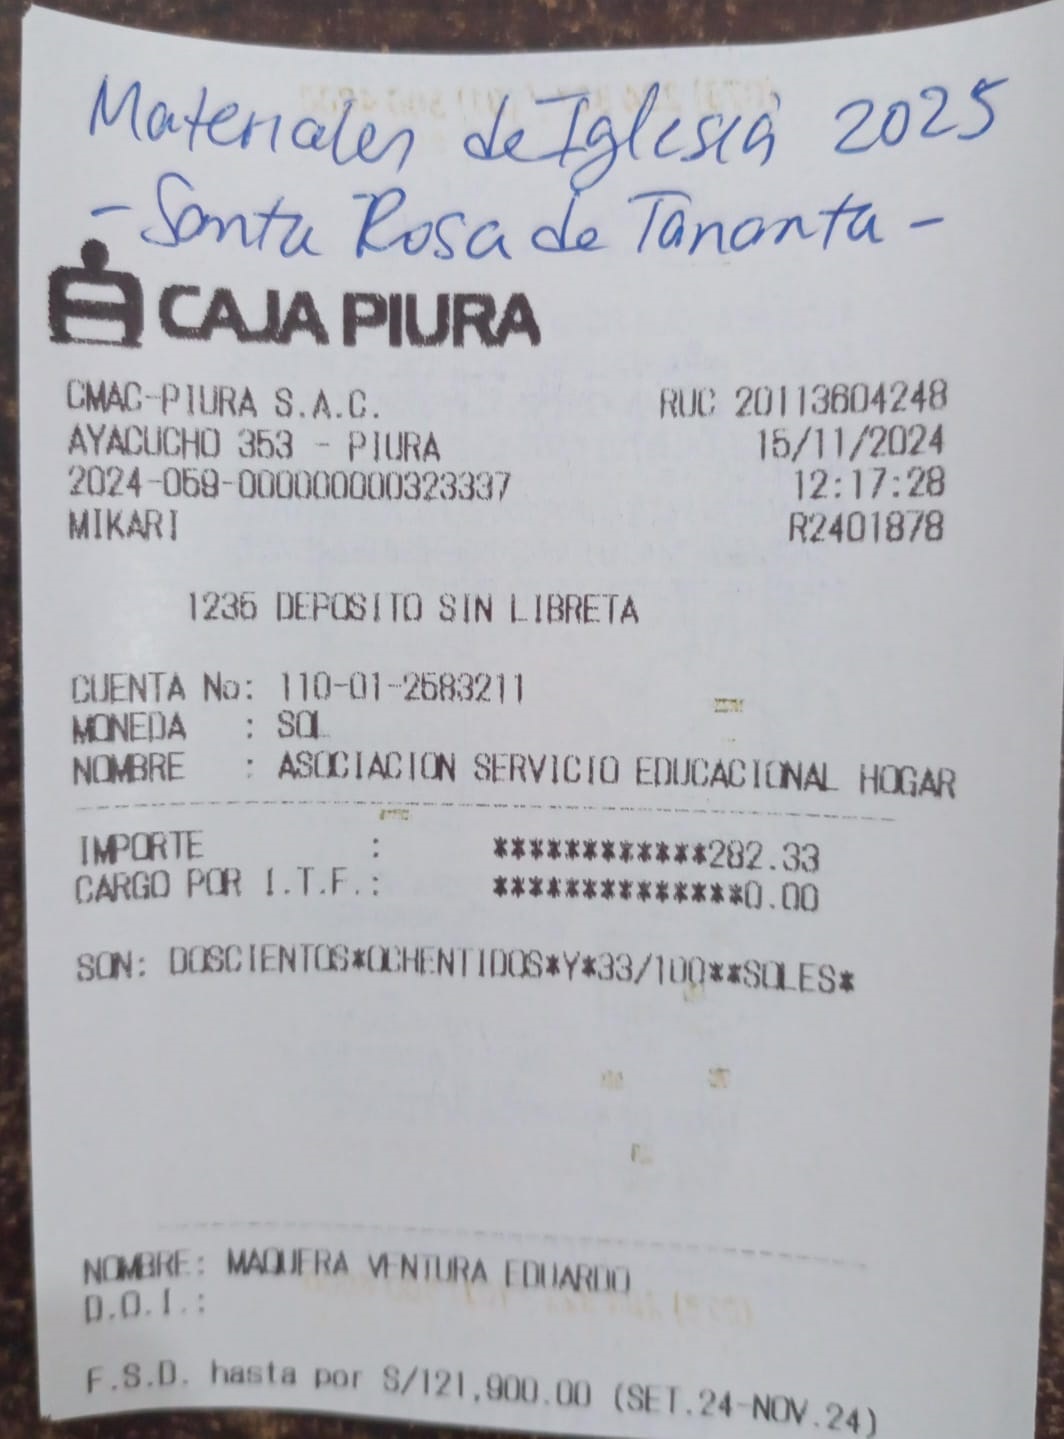 Materiales de Iglesia 2025
- Santa Rosa de Tananta -
CAJA PIURA
CMAC-PIURA S.A.C. RUC 20113604248
AYACUCHO 353 - PIURA 15/11/2024
2024-059-000000000323337 12:17:28
MIKARI R2401878
1235 DEPOSITO SIN LIBRETA
CUENTA No: 110-01-2583211
MONEDA : SOL
NOMBRE : ASOCIACION SERVICIO EDUCACIONAL HOGAR
IMPORTE : ************282.33
CARGO POR I.T.F.: **************0.00
SON: DOSCIENTOS*OCHENTIDOS*Y*33/100**SOLES*
NOMBRE: MAQUERA VENTURA EDUARDO
D.O.I.:
F.S.D. hasta por S/121,900.00 (SET.24-NOV.24)